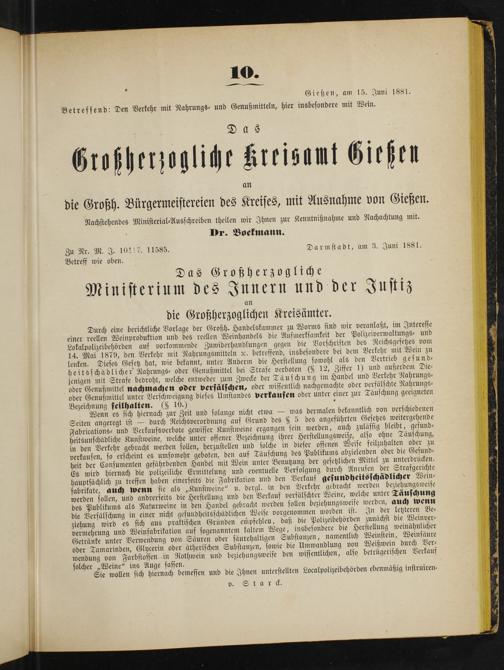 10.
Gießen, am 15. Juni 1881.
Betreffend: Den Verkehr mit Nahrungs- und Genußmitteln, hier insbesondere mit Wein.
Das
Großherzogliche Kreisamt Gießen
an
die Großh. Bürgermeistereien des Kreises, mit Ausnahme von Gießen.
Nachstehendes Ministerial-Ausschreiben theilen wir Ihnen zur Kenntnißnahme und Nachachtung mit.
Dr. Boekmann.
Zu Nr. M. J. 11585. Darmstadt, am 3. Juni 1881.
Betreff wie oben.
Das Großherzogliche
Ministerium des Innern und der Justiz
an
die Großherzoglichen Kreisämter.
Durch eine berichtliche Vorlage der Großh. Handelskammer zu Worms sind wir veranlaßt, im Interesse
einer reellen Weinproduktion und des reellen Weinhandels die Aufmerksamkeit der Polizeiverwaltungs- und
Lokalpolizeibehörden auf vorkommende Zuwiderhandlungen gegen die Vorschriften des Reichsgesetzes vom
14. Mai 1879, den Verkehr mit Nahrungsmitteln ꝛc. betreffend, insbesondere bei dem Verkehr mit Wein zu
lenken. Dieses Gesetz hat, wie bekannt, unter Anderm die Herstellung sowohl als den Vertrieb gesund-
heitsschädlicher Nahrungs- oder Genußmittel bei Strafe verboten (§ 12, Ziffer 1) und außerdem Die-
jenigen mit Strafe bedroht, welche entweder zum Zwecke der Täuschung im Handel und Verkehr Nahrungs-
oder Genußmittel nachmachen oder verfälschen, oder wissentlich nachgemachte oder verfälschte Nahrungs-
oder Genußmittel unter Verschweigung dieses Umstandes verkaufen oder unter einer zur Täuschung geeigneten
Bezeichnung feilhalten. (§ 10.)
Wenn es sich hiernach zur Zeit und solange nicht etwa — was bermalen bekanntlich von verschiedenen
Seiten angeregt ist — durch Rechtsverordnung auf Grund des § 5 des angeführten Gesetzes weitergehende
Fabrications- und Verkaufsverbote gewisser Kunstweine ergangen sein werden, auch zulässig bleibt, gesund-
heitsunschädliche Kunstweine, welche unter offener Bezeichnung ihrer Herstellungsweise, also ohne Täuschung,
in den Verkehr gebracht werden sollen, herzustellen und solche in dieser offenen Weise feilzuhalten oder zu
verkaufen, so erscheint es umsomehr geboten, den auf Täuschung des Publikums abzielenden oder die Gesund-
heit der Consumenten gefährdenden Handel mit Wein unter Benutzung der gesetzlichen Mittel zu unterdrücken.
Es wird hiernach die polizeiliche Ermittelung und eventuelle Verfolgung durch Anrufen der Strafgerichte
hauptsächlich zu treffen haben einerseits die Fabrikation und den Verkauf gesundheitsschädlicher Wein-
fabrikate, auch wenn sie als „Kunstweine" u. dergl. in den Verkehr gebracht werden beziehungsweise
werden sollen, und andrerseits die Herstellung und den Verkauf verfälschter Weine, welche unter Täuschung
des Publikums als Naturweine in den Handel gebracht werden sollen beziehungsweise werden, auch wenn
die Verfälschung in einer nicht gesundheitsschädlichen Weise vorgenommen worden ist. In der letzteren Be-
ziehung wird es sich aus praktischen Gründen empfehlen, daß die Polizeibehörden zunächst die Weinver-
vermehrung und Weinfabrikation auf sogenanntem kaltem Wege, insbesondere die Herstellung weinähnlicher
Getränke unter Verwendung von Säuren oder säurehaltigen Substanzen, namentlich Weinstein, Weinsäure
oder Tamarinden, Glycerin oder ätherischen Substanzen, sowie die Umwandlung von Weißwein durch Ver-
wendung von Farbstoffen in Rothwein und beziehungsweise den öffentlichen, also betrügerischen Verkauf
solcher „Weine" ins Auge fassen.
Sie wollen sich hiernach bemessen und die Ihnen unterstellten Localpolizeibehörden ebenmäßig instruiren.
v. Starck.